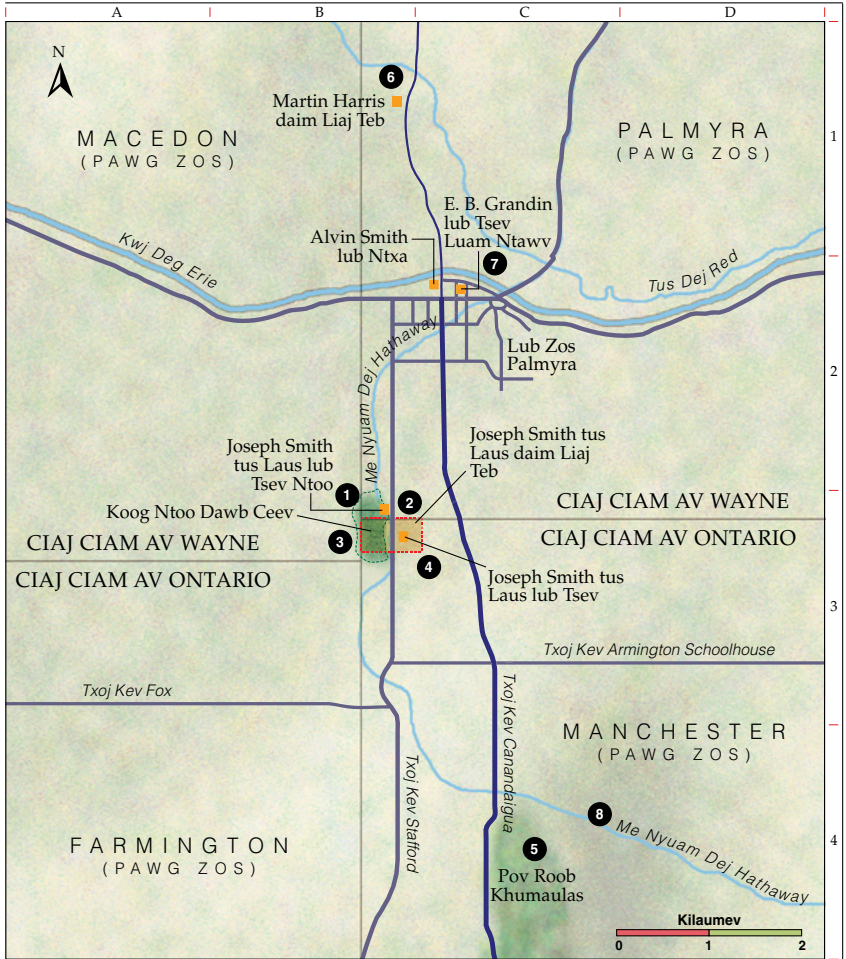 A
B
C
D
N
6
Martin Harris
daim Liaj Teb
MACEDON
(PAWG ZOS)
PALMYRA
(PAWG ZOS)
1
E. B. Grandin
lub Tsev
Luam Ntawv
7
Alvin Smith
lub Ntxa
Kwj Deg Erie
Tus Dej Red
Me Nyuam Dej Hathaway
Lub Zos
Palmyra
2
Joseph Smith
tus Laus lub
Tsev Ntoo
Joseph Smith tus
Laus daim Liaj
Teb
1
2
Koog Ntoo Dawb Ceev
CIAJ CIAM AV WAYNE
CIAJ CIAM AV ONTARIO
3
CIAJ CIAM AV WAYNE
CIAJ CIAM AV ONTARIO
4
Joseph Smith tus
Laus lub Tsev
3
Txoj Kev Armington Schoolhouse
Txoj Kev Fox
Txoj Kev Canandaigua
Txoj Kev Stafford
MANCHESTER
(PAWG ZOS)
8
Me Nyuam Dej Hathaway
FARMINGTON
(PAWG ZOS)
5
Pov Roob
Khumaulas
4
Kilaumev
0 1 2